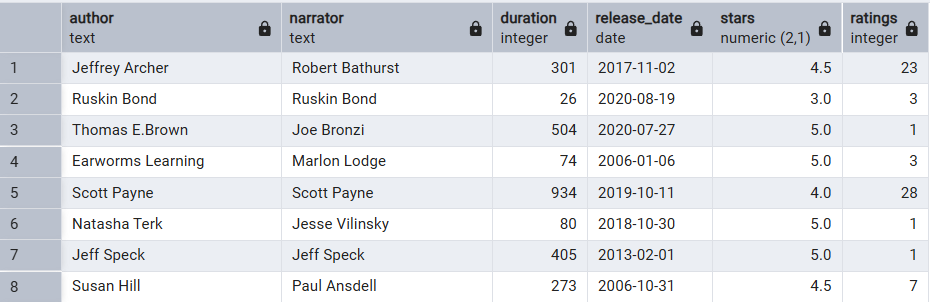 author narrator duration release_date stars ratings
text text integer date numeric (2,1) integer
1 Jeffrey Archer Robert Bathurst 301 2017-11-02 4.5 23
2 Ruskin Bond Ruskin Bond 26 2020-08-19 3.0 3
3 Thomas E.Brown Joe Bronzi 504 2020-07-27 5.0 1
4 Earworms Learning Marlon Lodge 74 2006-01-06 5.0 3
5 Scott Payne Scott Payne 934 2019-10-11 4.0 28
6 Natasha Terk Jesse Vilinsky 80 2018-10-30 5.0 1
7 Jeff Speck Jeff Speck 405 2013-02-01 5.0 1
8 Susan Hill Paul Ansdell 273 2006-10-31 4.5 7